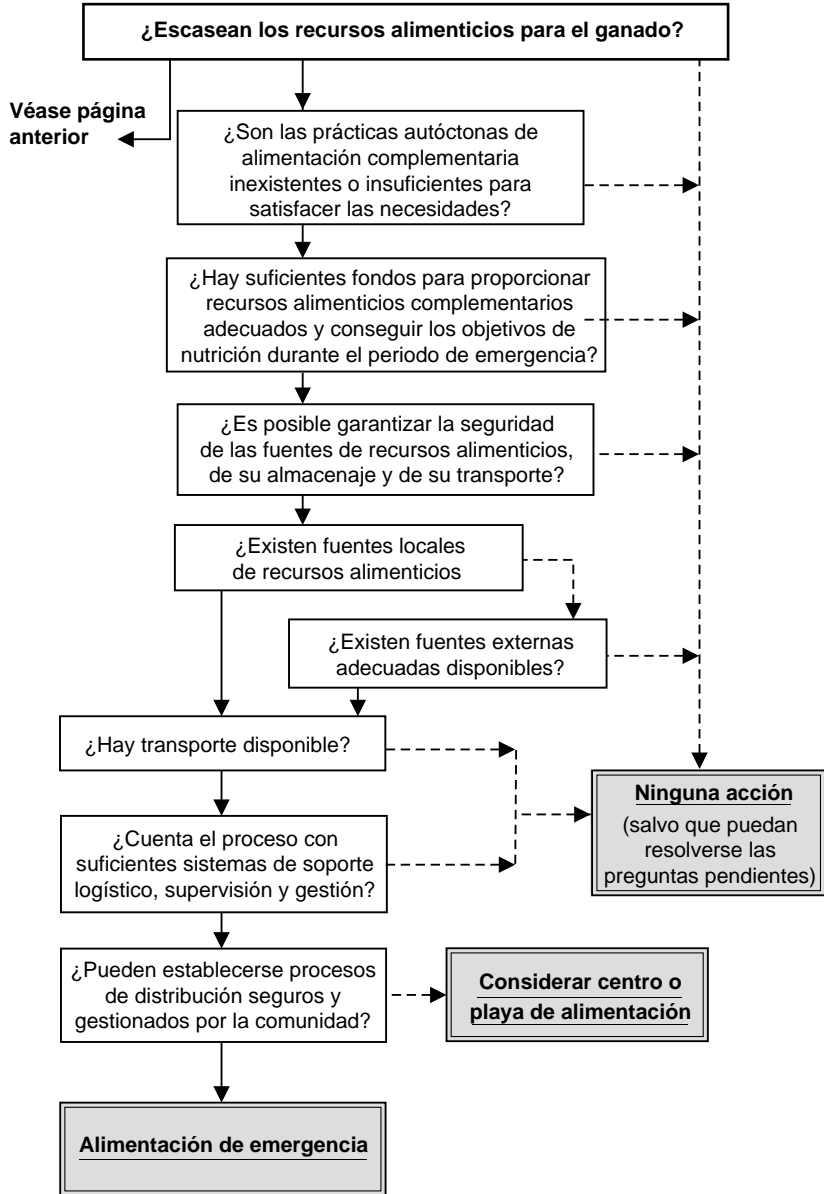 ¿Escasean los recursos alimenticios para el ganado?
Véase página
anterior
¿Son las prácticas autóctonas de
alimentación complementaria
inexistentes o insuficientes para
satisfacer las necesidades?
¿Hay suficientes fondos para proporcionar
recursos alimenticios complementarios
adecuados y conseguir los objetivos de
nutrición durante el periodo de emergencia?
¿Es posible garantizar la seguridad
de las fuentes de recursos alimenticios,
de su almacenaje y de su transporte?
¿Existen fuentes locales
de recursos alimenticios
¿Existen fuentes externas
adecuadas disponibles?
¿Hay transporte disponible?
Ninguna acción
(salvo que puedan
resolverse las
preguntas pendientes)
¿Cuenta el proceso con
suficientes sistemas de soporte
logístico, supervisión y gestión?
¿Pueden establecerse procesos
de distribución seguros y
gestionados por la comunidad?
Considerar centro o
playa de alimentación
Alimentación de emergencia